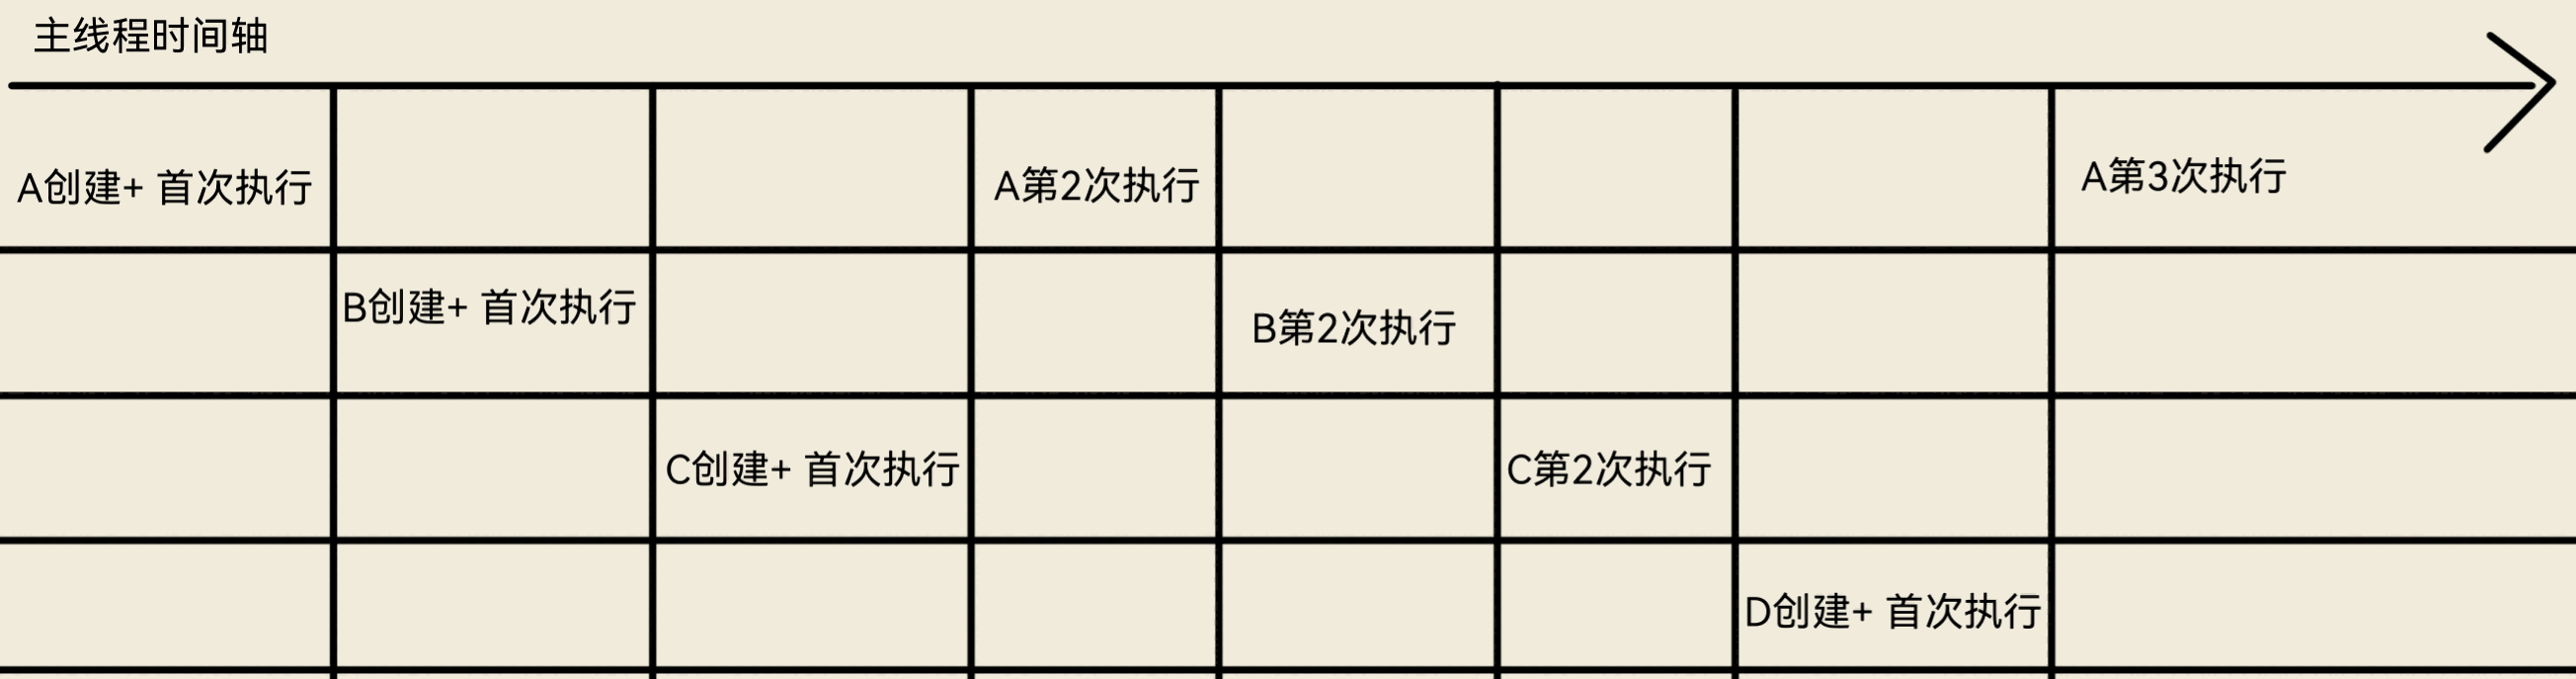 主线程时间轴
A创建+ 首次执行
A第2次执行
A第3次执行
B创建+ 首次执行
B第2次执行
C创建+ 首次执行
C第2次执行
D创建+ 首次执行